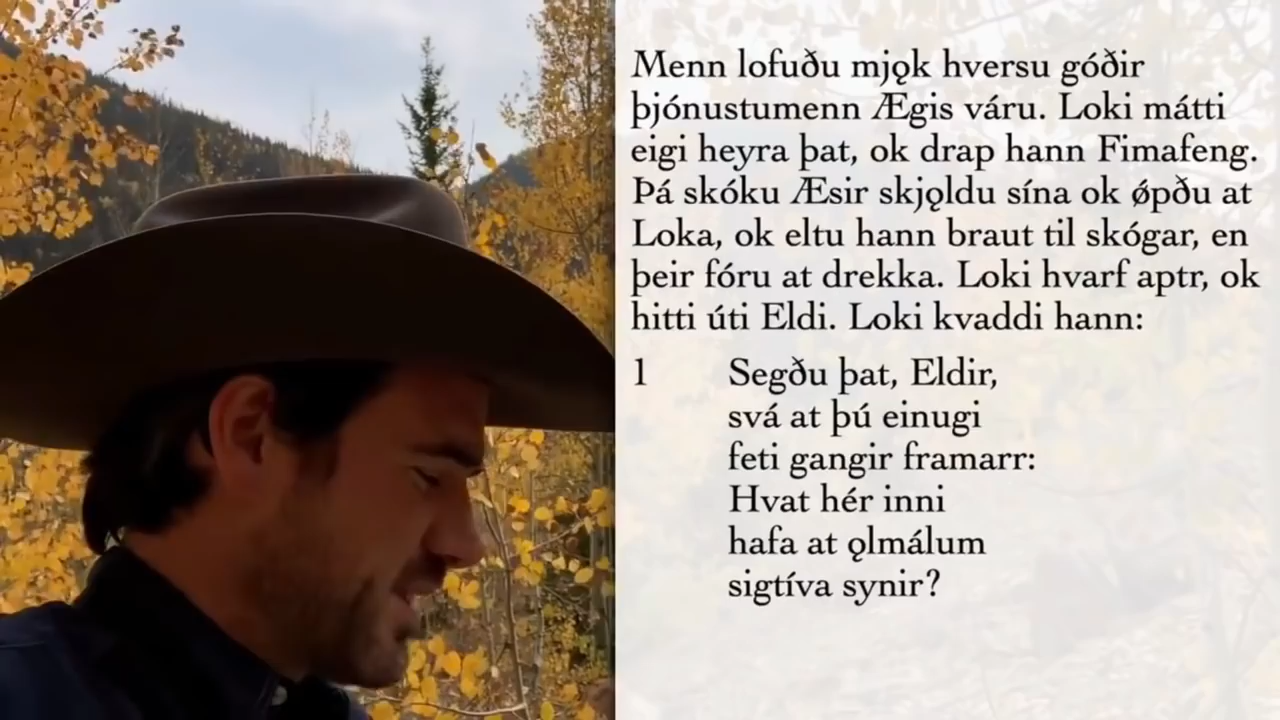 Menn lofuðu mjǫk hversu góðir
þjónustumenn Ægis váru. Loki mátti
eigi heyra þat, ok drap hann Fimafeng.
Þá skóku Æsir skjǫldu sína ok ǿpðu at
Loka, ok eltu hann braut til skógar, en
þeir fóru at drekka. Loki hvarf aptr, ok
hitti úti Eldi. Loki kvaddi hann:
1 Segðu þat, Eldir,
svá at þú einugi
feti gangir framarr:
Hvat hér inni
hafa at ǫlmálum
sigtíva synir?